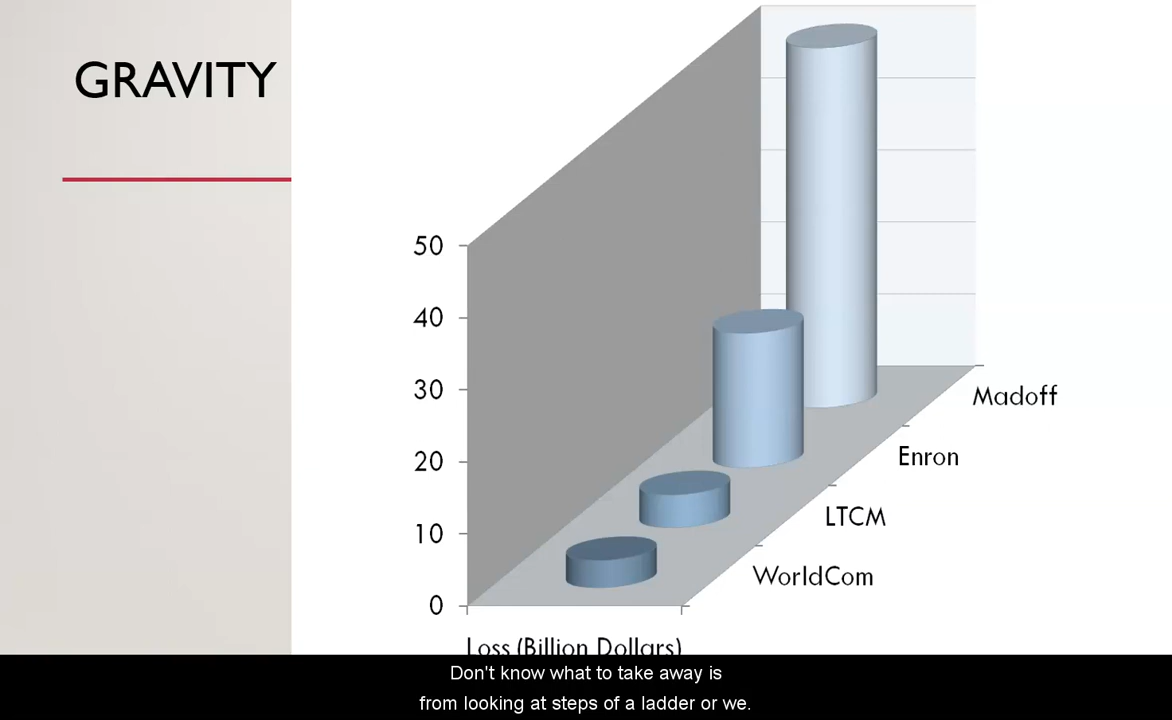 GRAVITY
50
40
30
20
10
0
Madoff
Enron
LTCM
WorldCom
Loss (Billion Dollars)
Don't know what to take away is
from looking at steps of a ladder or we.